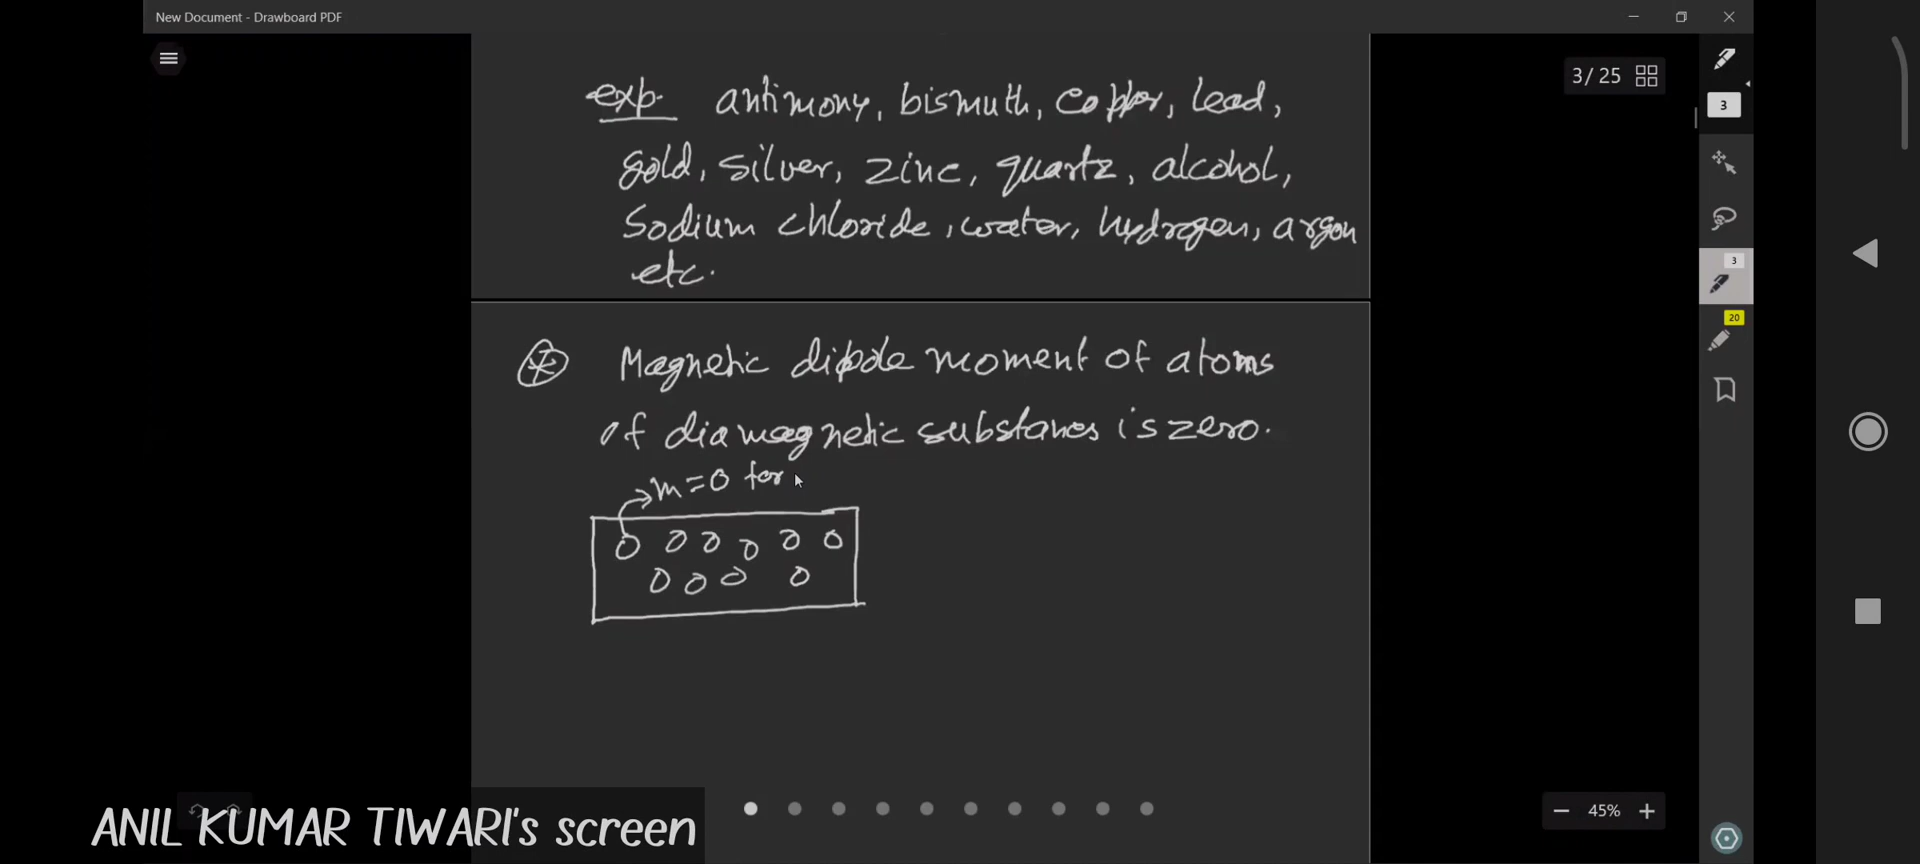 New Document - Drawboard PDF
3 / 25
3
exp. antimony, bismuth, copper, lead,
gold, silver, zinc, quartz, alcohol,
Sodium chloride, water, hydrogen, argon
etc.
3
20
Magnetic dipole moment of atoms
of diamagnetic substances is zero.
m = 0 for
45%
ANIL KUMAR TIWARI's screen